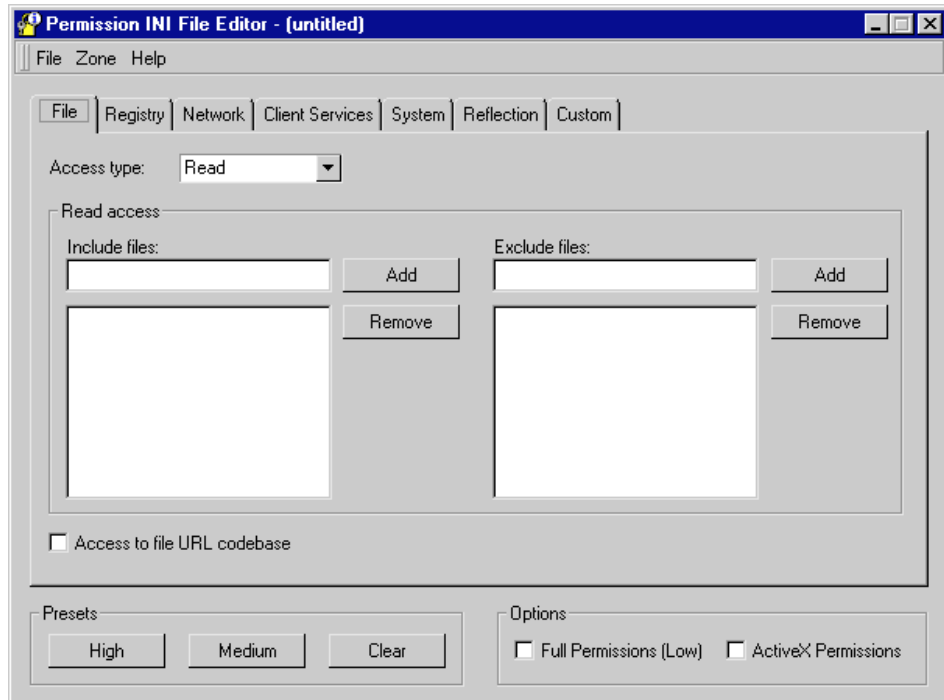 Permission INI File Editor - (untitled)
File Zone Help
File Registry Network Client Services System Reflection Custom
Access type: Read
Read access
Include files: Exclude files:
Add Add
Remove Remove
Access to file URL codebase
Presets Options
High Medium Clear Full Permissions (Low) ActiveX Permissions